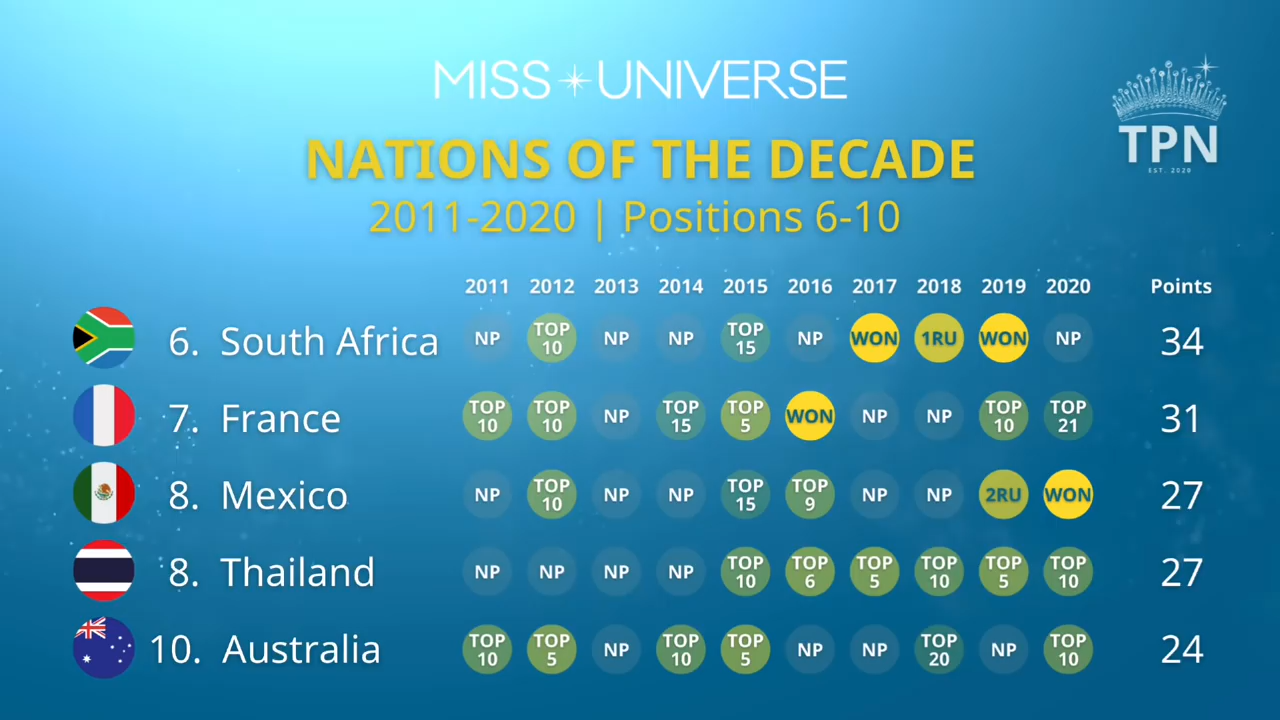 MISS UNIVERSE
TPN
EST. 2020
NATIONS OF THE DECADE
2011-2020 | Positions 6-10
2011 2012 2013 2014 2015 2016 2017 2018 2019 2020 Points
6. South Africa NP TOP 10 NP NP TOP 15 NP WON 1RU WON NP 34
7. France TOP 10 TOP 10 NP TOP 15 TOP 5 WON NP NP TOP 10 TOP 21 31
8. Mexico NP TOP 10 NP NP TOP 15 TOP 9 NP NP 2RU WON 27
8. Thailand NP NP NP NP TOP 10 TOP 6 TOP 5 TOP 10 TOP 5 TOP 10 27
10. Australia TOP 10 TOP 5 NP TOP 10 TOP 5 NP NP TOP 20 NP TOP 10 24